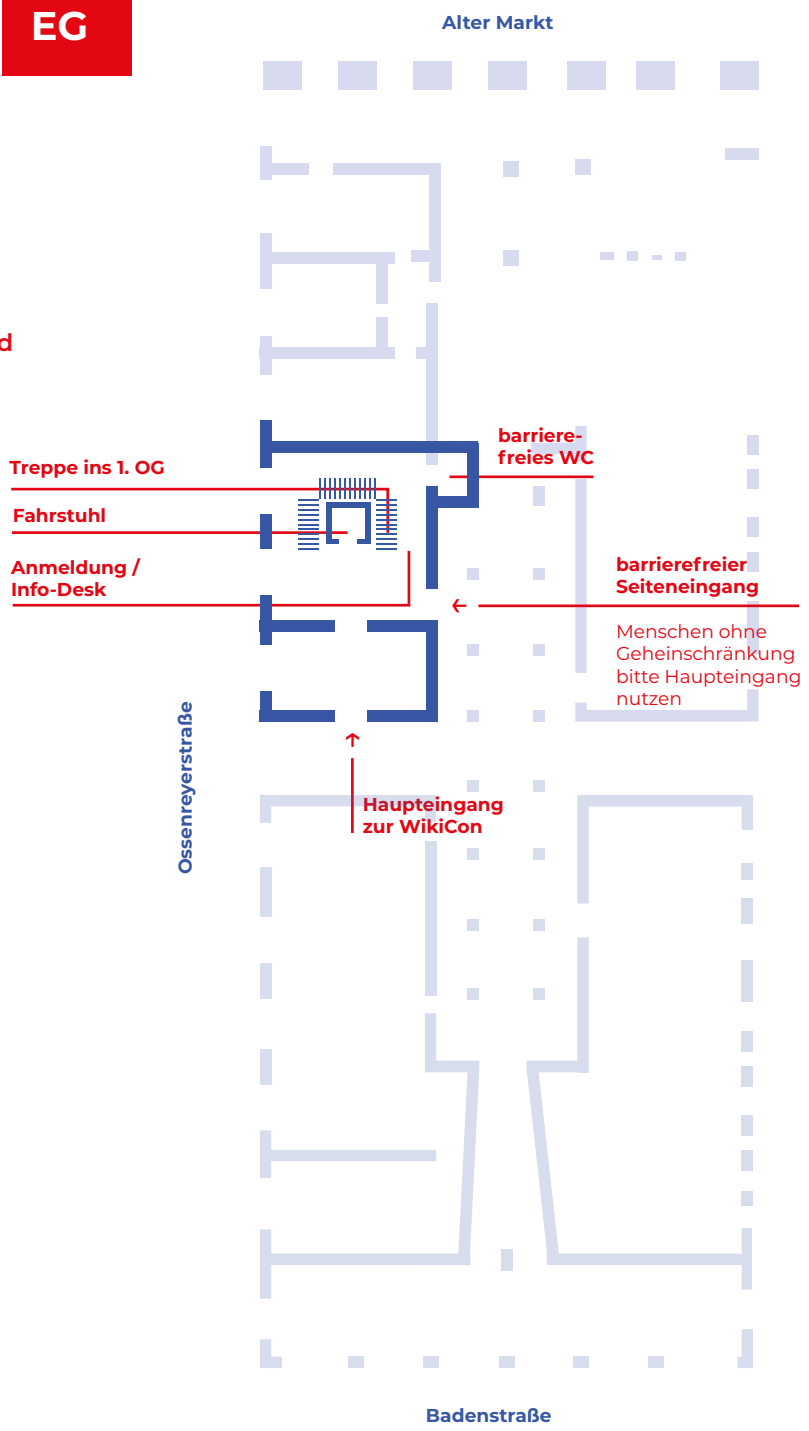 EG
Alter Markt
d
barriere-
freies WC
Treppe ins 1. OG
Fahrstuhl
Anmeldung /
Info-Desk
barrierefreier
Seiteneingang
Menschen ohne
Geheinschränkung
bitte Haupteingang
nutzen
Ossenreyerstraße
Haupteingang
zur WikiCon
Badenstraße